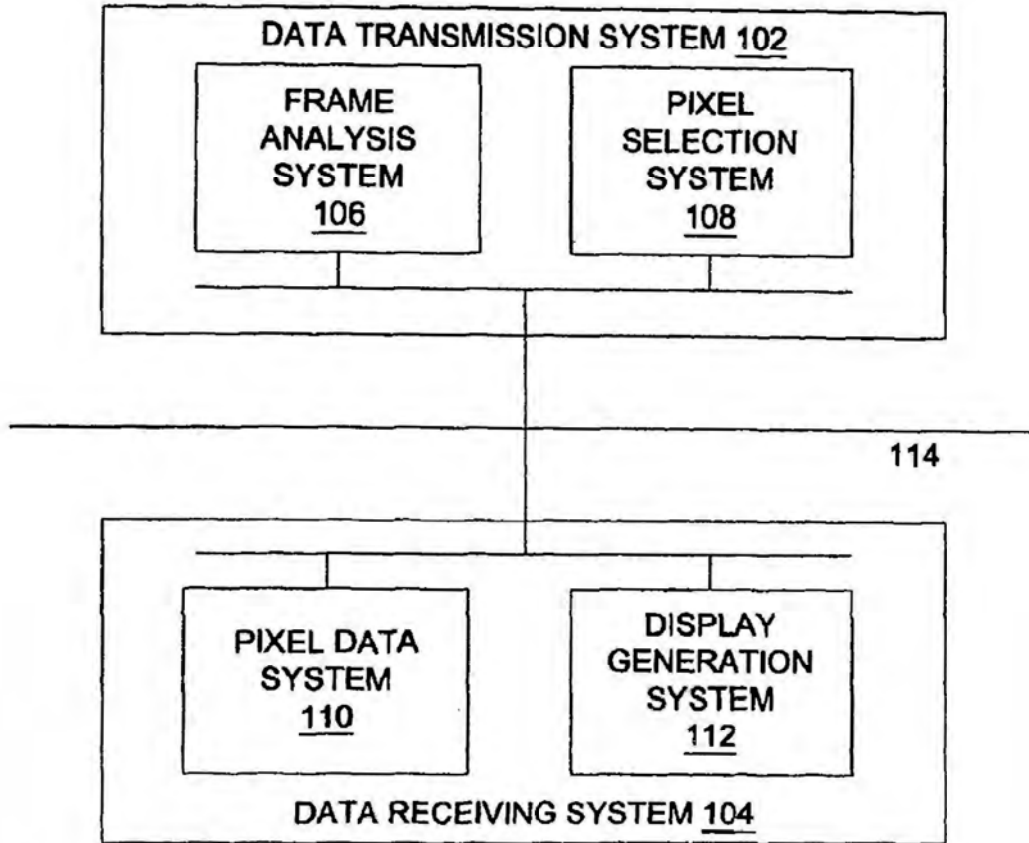 DATA TRANSMISSION SYSTEM 102
FRAME
ANALYSIS
SYSTEM
106
PIXEL
SELECTION
SYSTEM
108
114
PIXEL DATA
SYSTEM
110
DISPLAY
GENERATION
SYSTEM
112
DATA RECEIVING SYSTEM 104